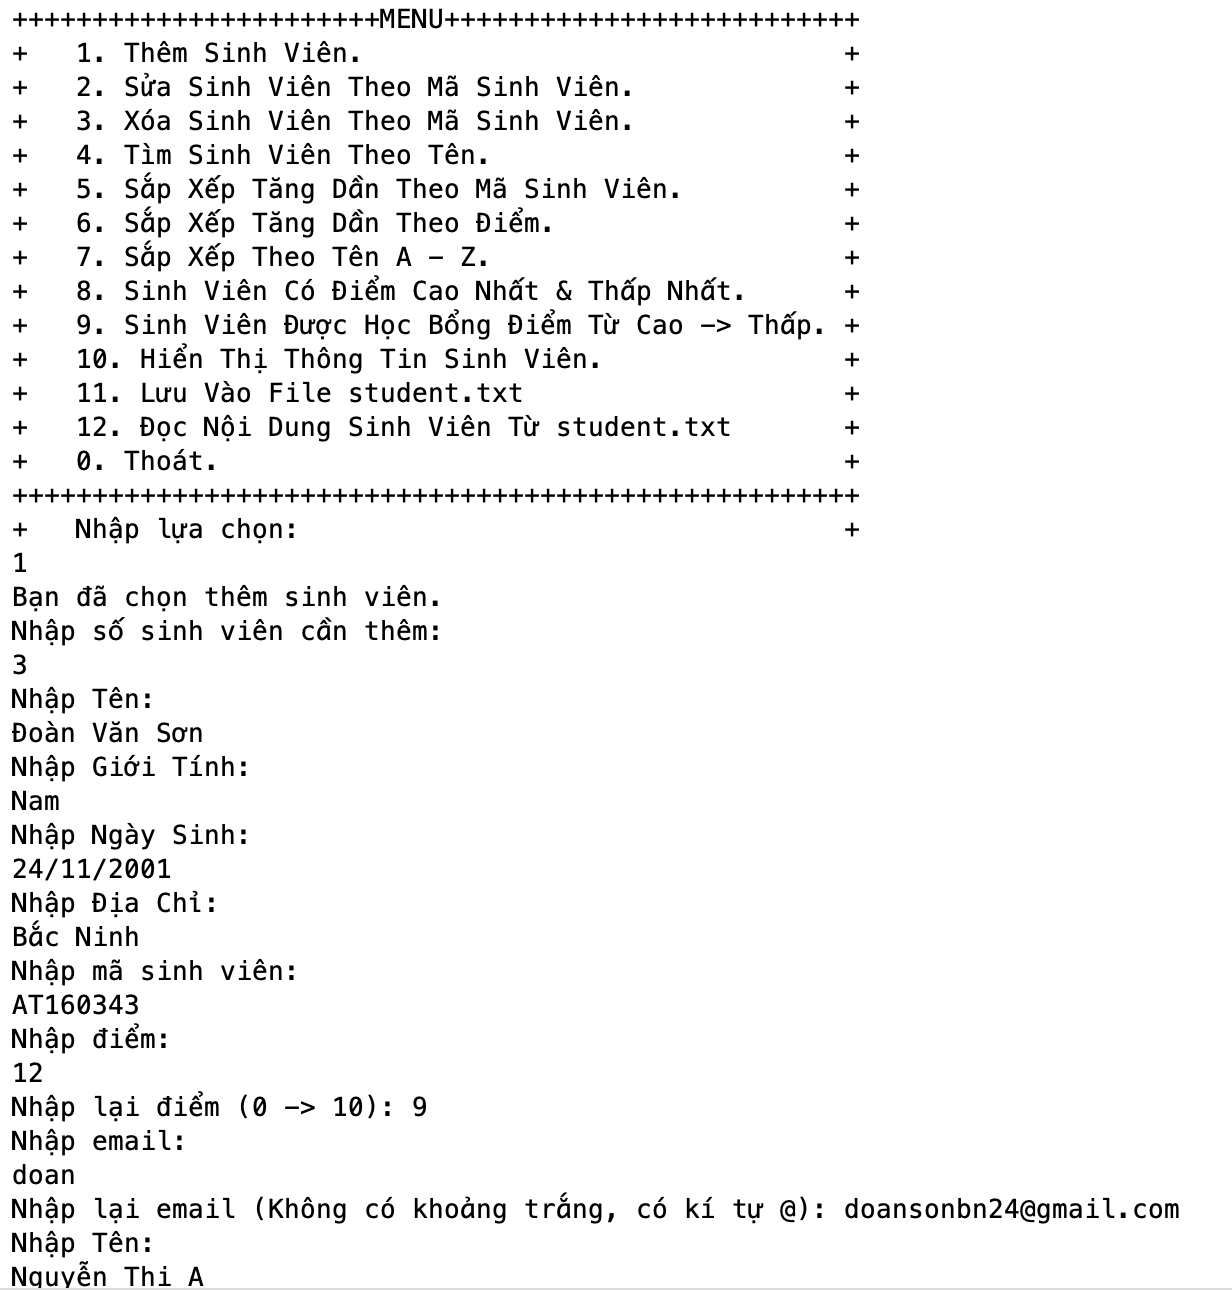 +++++++++++++++++++++++MENU++++++++++++++++++++++++++
+   1. Thêm Sinh Viên.                              +
+   2. Sửa Sinh Viên Theo Mã Sinh Viên.             +
+   3. Xóa Sinh Viên Theo Mã Sinh Viên.             +
+   4. Tìm Sinh Viên Theo Tên.                      +
+   5. Sắp Xếp Tăng Dần Theo Mã Sinh Viên.          +
+   6. Sắp Xếp Tăng Dần Theo Điểm.                  +
+   7. Sắp Xếp Theo Tên A - Z.                      +
+   8. Sinh Viên Có Điểm Cao Nhất & Thấp Nhất.      +
+   9. Sinh Viên Được Học Bổng Điểm Từ Cao -> Thấp. +
+   10. Hiển Thị Thông Tin Sinh Viên.               +
+   11. Lưu Vào File student.txt                    +
+   12. Đọc Nội Dung Sinh Viên Từ student.txt       +
+   0. Thoát.                                       +
+++++++++++++++++++++++++++++++++++++++++++++++++++++
+   Nhập lựa chọn:                                  +
1
Bạn đã chọn thêm sinh viên.
Nhập số sinh viên cần thêm:
3
Nhập Tên:
Đoàn Văn Sơn
Nhập Giới Tính:
Nam
Nhập Ngày Sinh:
24/11/2001
Nhập Địa Chỉ:
Bắc Ninh
Nhập mã sinh viên:
AT160343
Nhập điểm:
12
Nhập lại điểm (0 -> 10): 9
Nhập email:
doan
Nhập lại email (Không có khoảng trắng, có kí tự @): doansonbn24@gmail.com
Nhập Tên:
Nguyễn Thị A